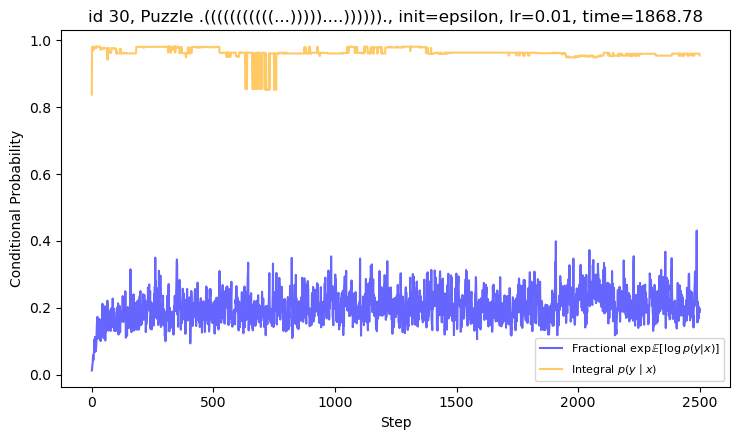 id 30, Puzzle .(((((((((((...)))))....))))))., init=epsilon, lr=0.01, time=1868.78
Conditional Probability
1.0
0.8
0.6
0.4
0.2
0.0
0
500
1000
1500
2000
2500
Step
Fractional exp𝔼[log p(y|x)]
Integral p(y | x)